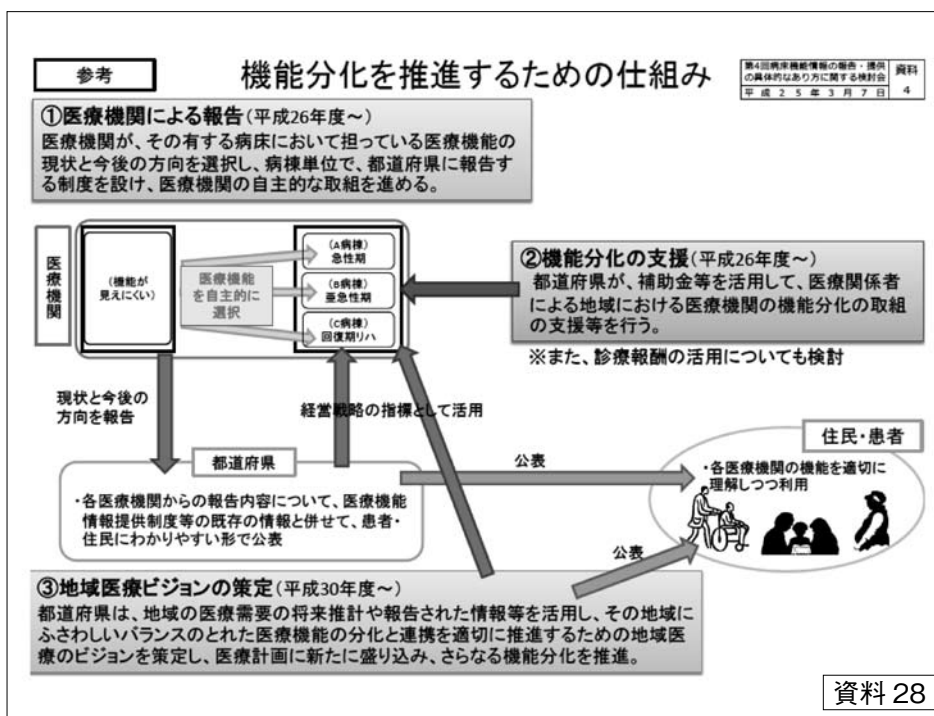 参考
機能分化を推進するための仕組み
第4回病床機能情報の報告・提供
の具体的なあり方に関する検討会
平成25年3月7日
資料
4
①医療機関による報告(平成26年度~)
医療機関が、その有する病床において担っている医療機能の
現状と今後の方向を選択し、病棟単位で、都道府県に報告す
る制度を設け、医療機関の自主的な取組を進める。
医療機関
(機能が
見えにくい)
医療機能
を自主的に
選択
(A病棟)
急性期
(B病棟)
亜急性期
(C病棟)
回復期リハ
②機能分化の支援(平成26年度~)
都道府県が、補助金等を活用して、医療関係者
による地域における医療機関の機能分化の取組
の支援等を行う。
※また、診療報酬の活用についても検討
現状と今後の
方向を報告
経営戦略の指標として活用
都道府県
・各医療機関からの報告内容について、医療機能
情報提供制度等の既存の情報と併せて、患者・
住民にわかりやすい形で公表
公表
住民・患者
・各医療機関の機能を適切に
理解しつつ利用
公表
③地域医療ビジョンの策定(平成30年度~)
都道府県は、地域の医療需要の将来推計や報告された情報等を活用し、その地域に
ふさわしいバランスのとれた医療機能の分化と連携を適切に推進するための地域医
療のビジョンを策定し、医療計画に新たに盛り込み、さらなる機能分化を推進。
資料 28